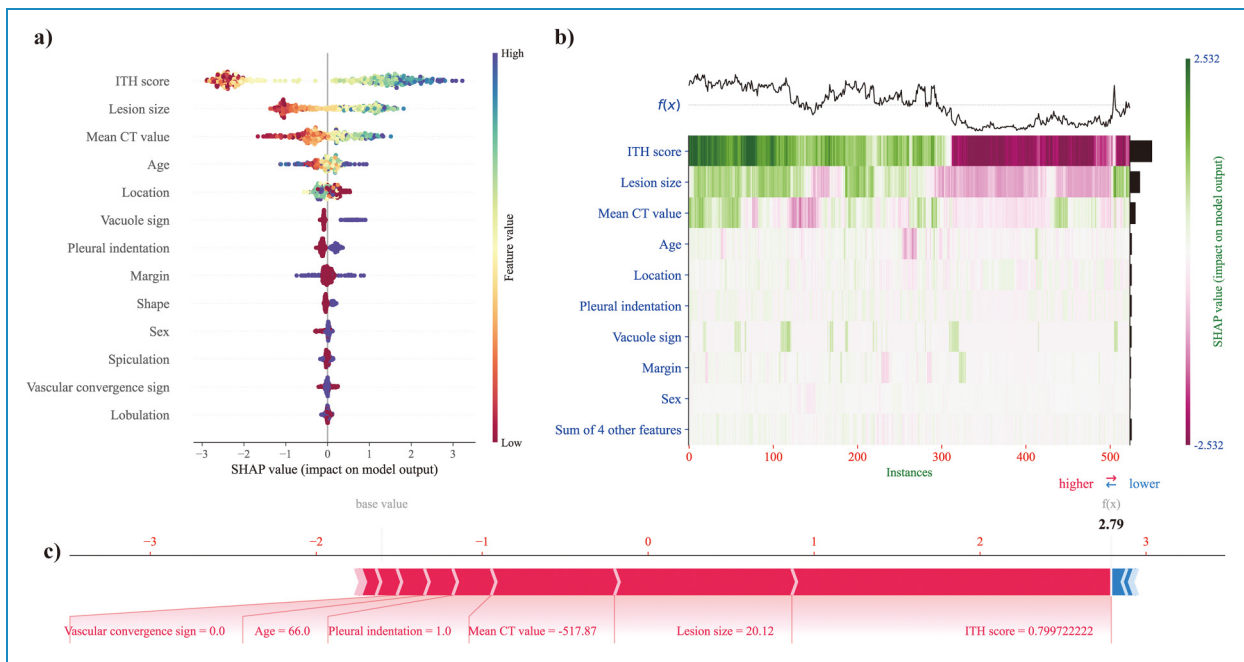 a)
ITH score
Lesion size
Mean CT value
Age
Location
Vacuole sign
Pleural indentation
Margin
Shape
Sex
Spiculation
Vascular convergence sign
Lobulation
−3 −2 −1 0 1 2 3
SHAP value (impact on model output)
High
Feature value
Low
b)
f(x)
ITH score
Lesion size
Mean CT value
Age
Location
Pleural indentation
Vacuole sign
Margin
Sex
Sum of 4 other features
0 100 200 300 400 500
Instances
2.532
SHAP value (impact on model output)
-2.532
higher ⇄ lower
base value f(x)
2.79
c)
−3 −2 −1 0 1 2 3
Vascular convergence sign = 0.0 Age = 66.0 Pleural indentation = 1.0 Mean CT value = -517.87 Lesion size = 20.12 ITH score = 0.799722222